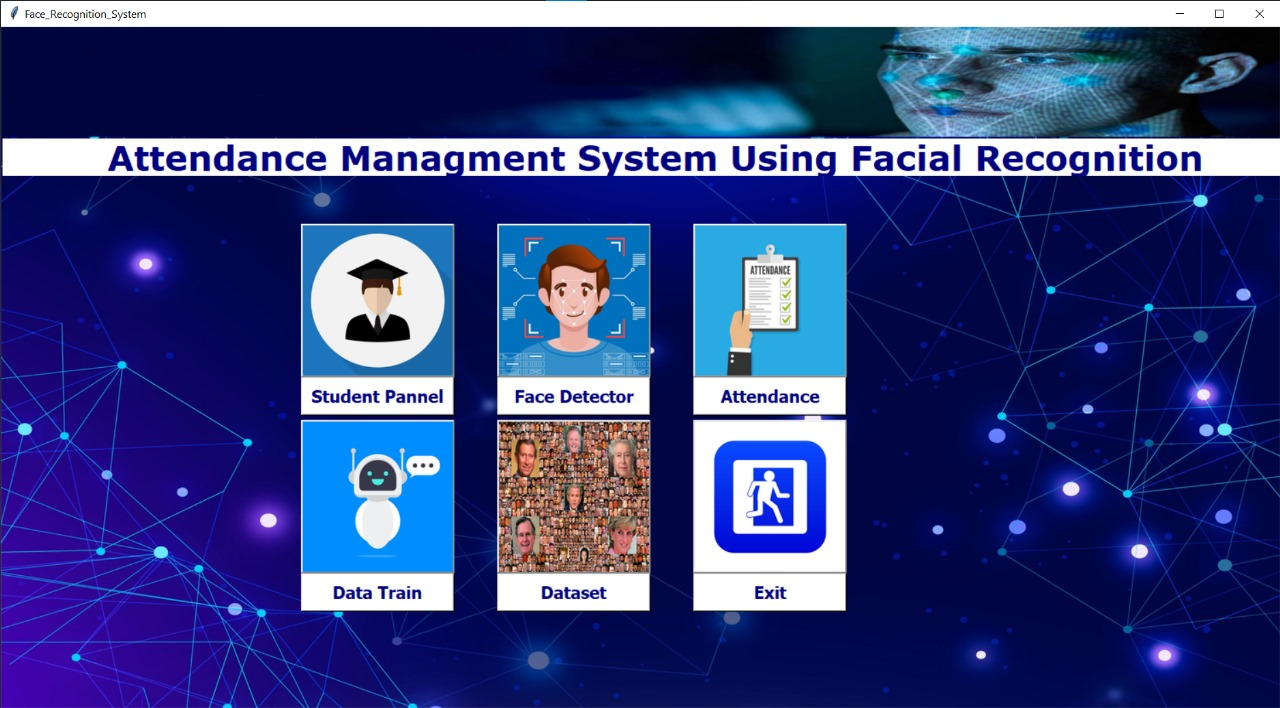 Face_Recognition_System
Attendance Managment System Using Facial Recognition
ATTENDANCE
Student Pannel
Face Detector
Attendance
Data Train
Dataset
Exit